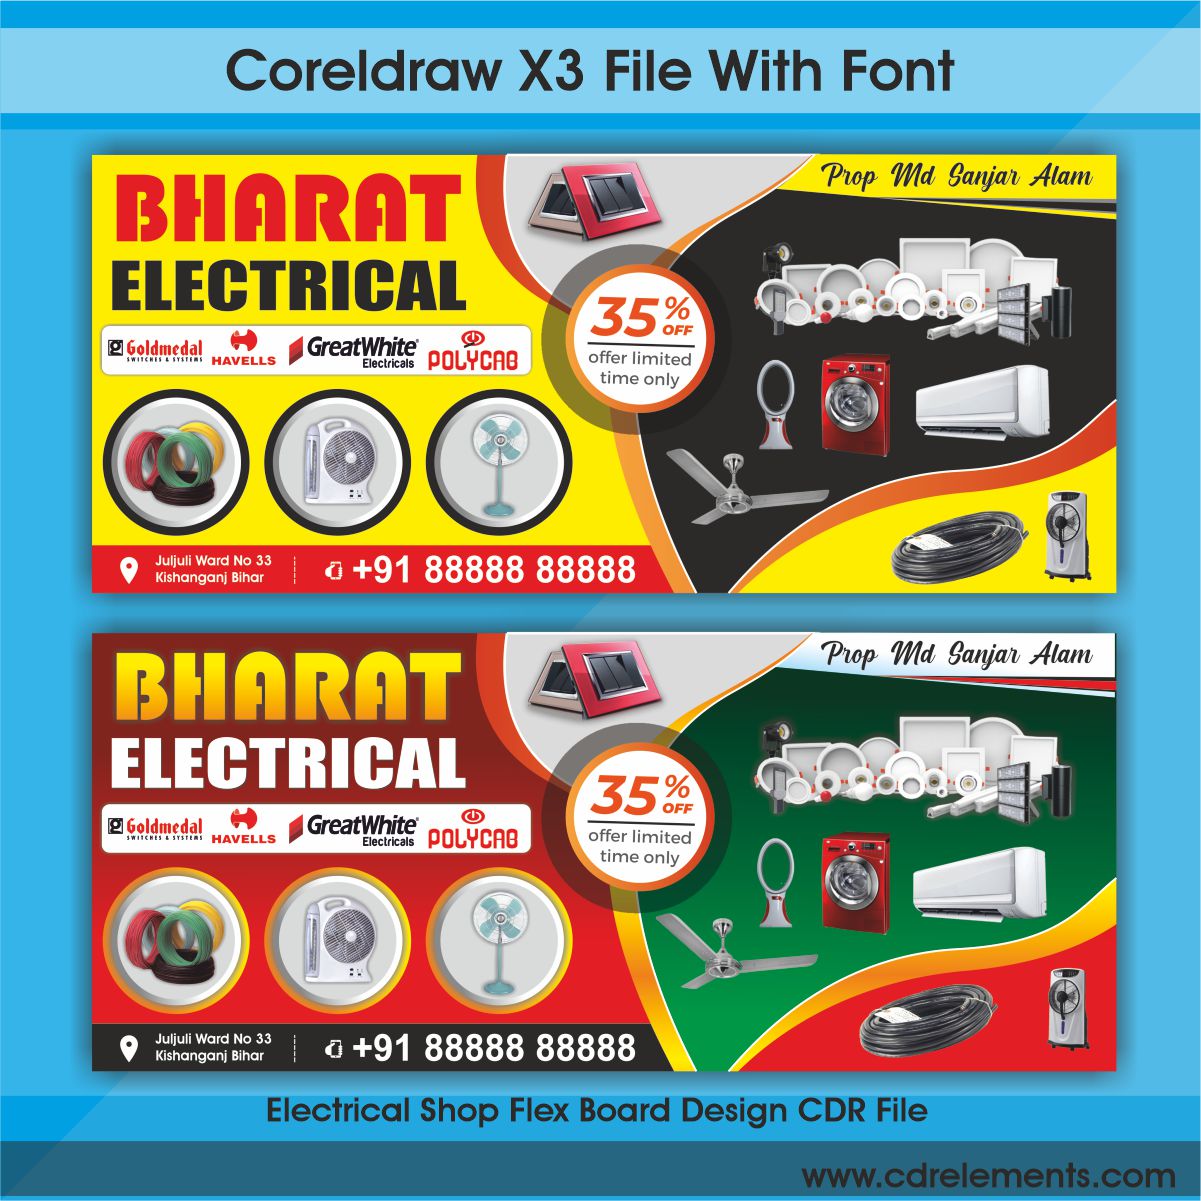 Coreldraw X3 File With Font
BHARAT
ELECTRICAL
Goldmedal
SWITCHES & SYSTEMS
HAVELLS
GreatWhite®
Electricals
POLYCAB
35% OFF
offer limited
time only
Prop Md Sanjar Alam
Juljuli Ward No 33
Kishanganj Bihar
+91 88888 88888
BHARAT
ELECTRICAL
Goldmedal
SWITCHES & SYSTEMS
HAVELLS
GreatWhite®
Electricals
POLYCAB
35% OFF
offer limited
time only
Prop Md Sanjar Alam
Juljuli Ward No 33
Kishanganj Bihar
+91 88888 88888
Electrical Shop Flex Board Design CDR File
www.cdrelements.com